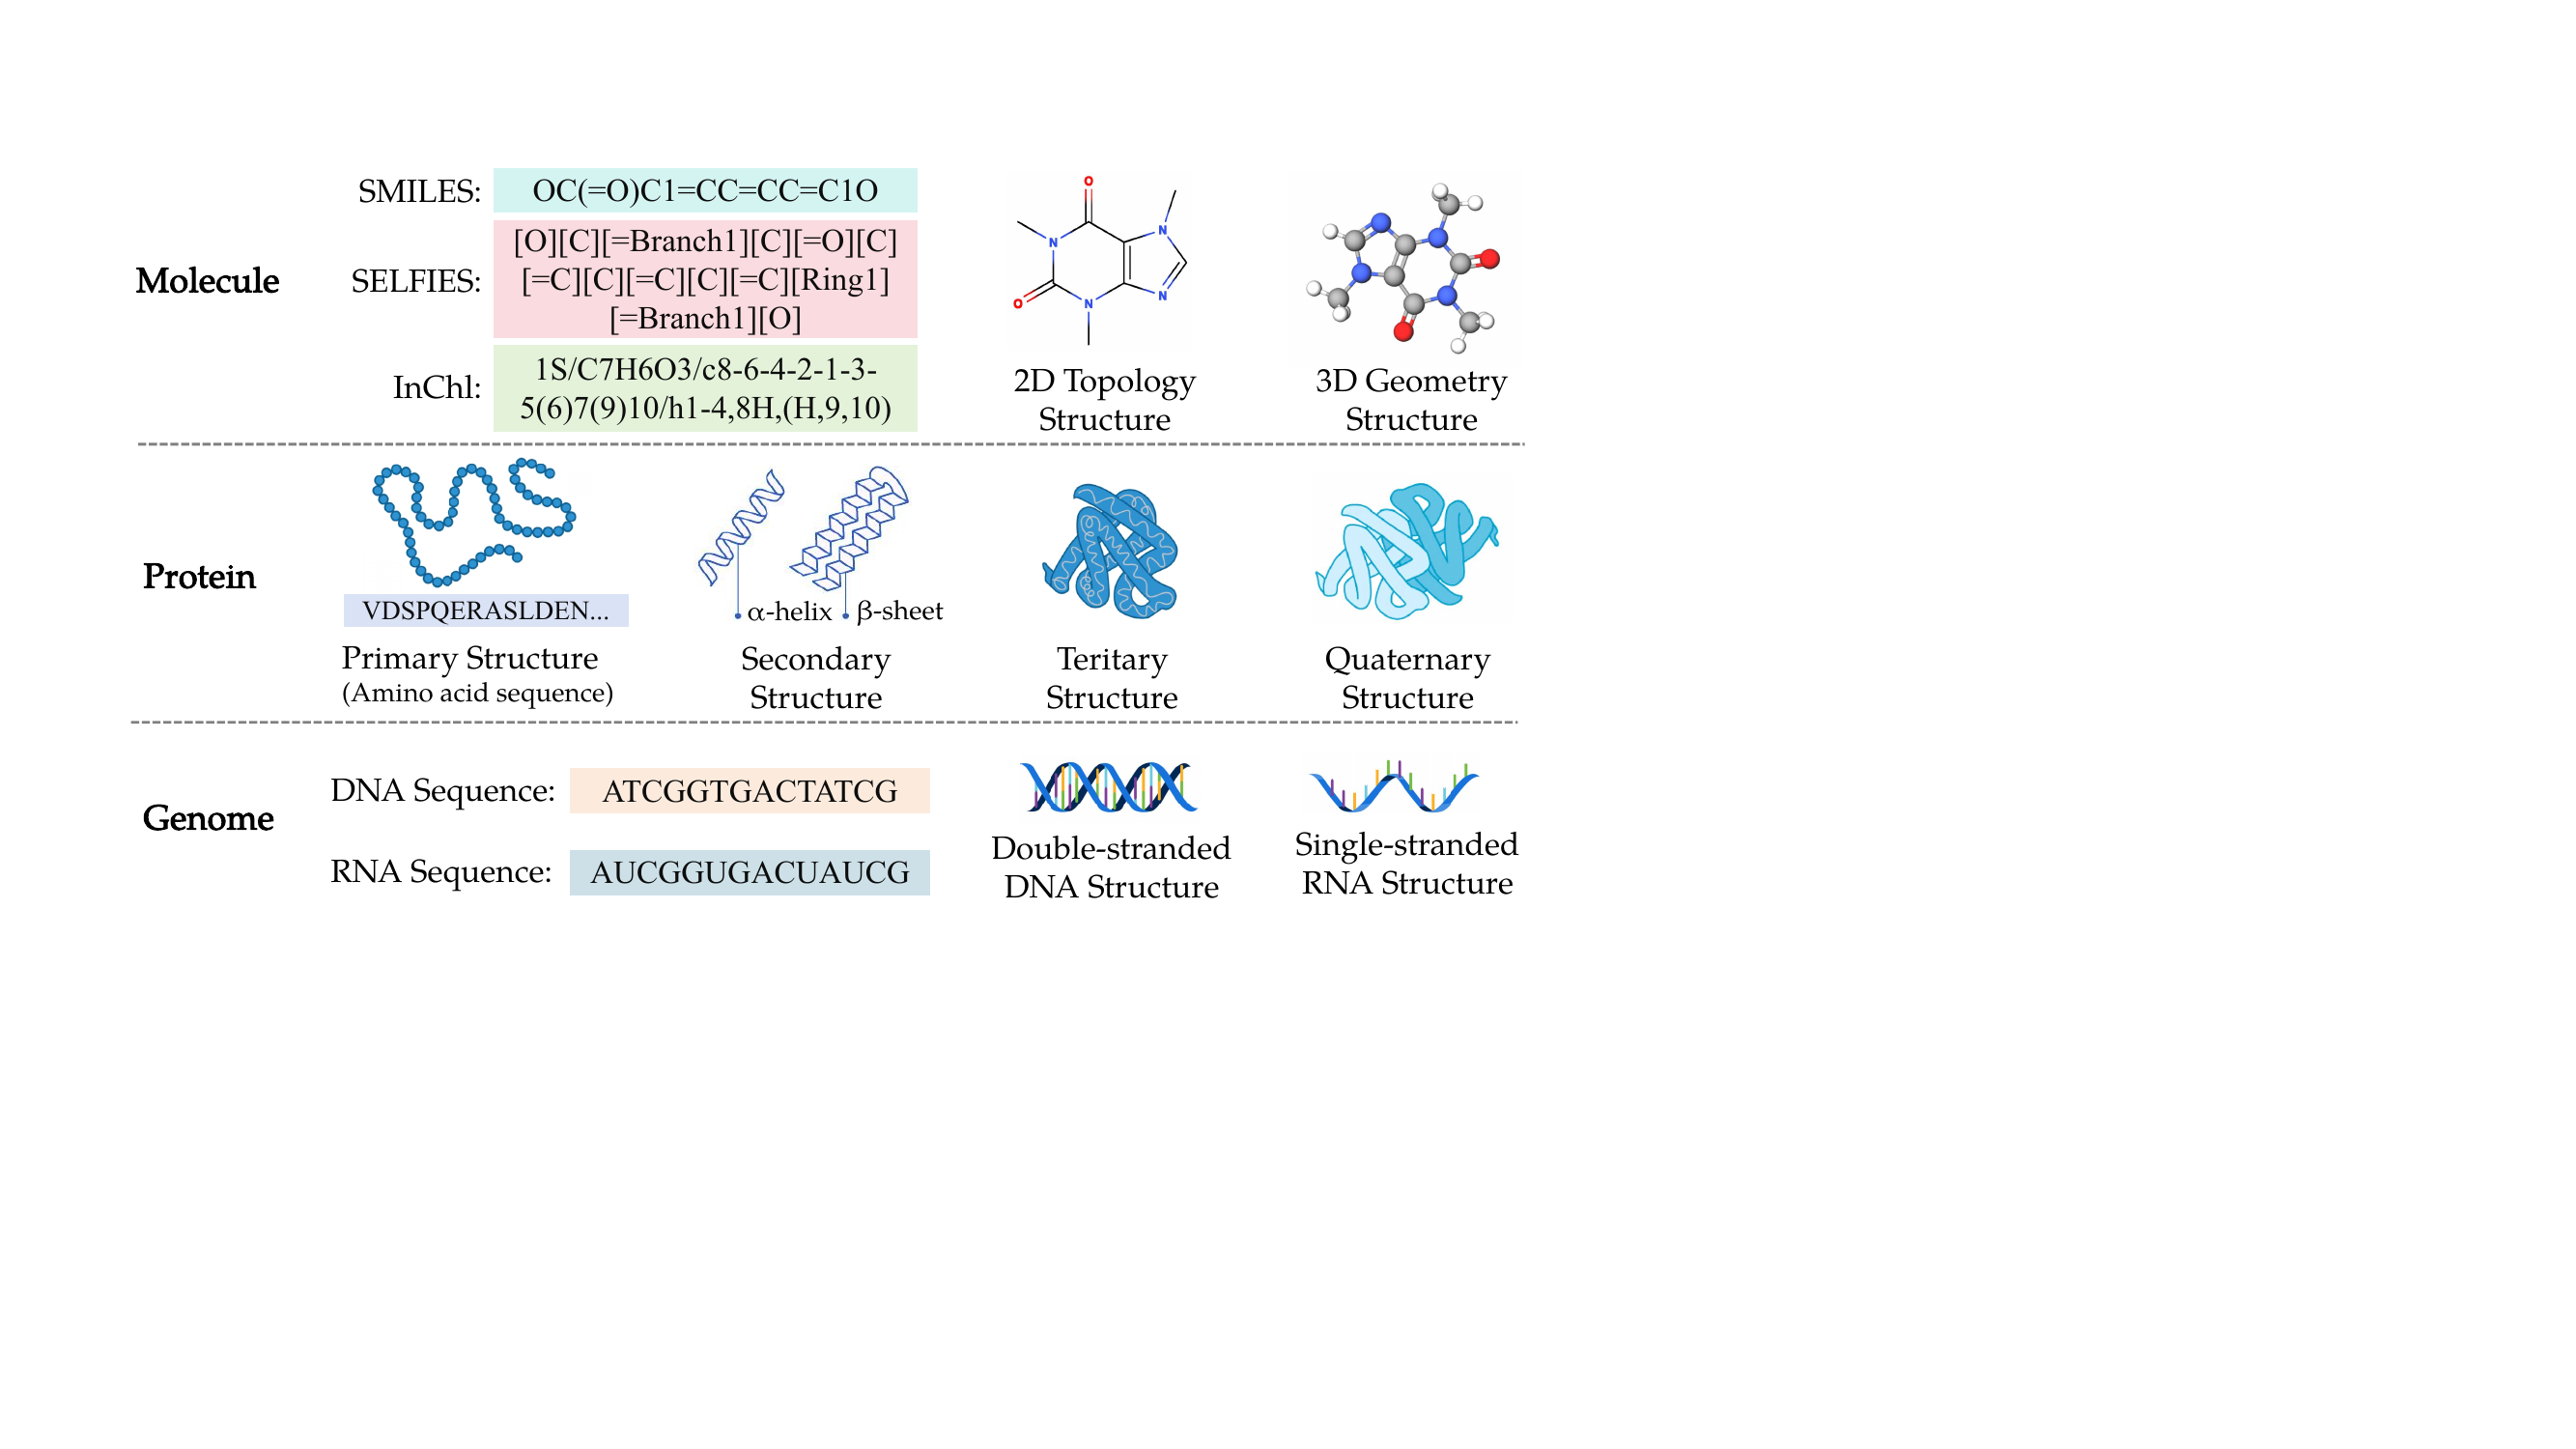 Molecule
SMILES:
OC(=O)C1=CC=CC=C1O
SELFIES:
[O][C][=Branch1][C][=O][C]
[=C][C][=C][C][=C][Ring1]
[=Branch1][O]
InChl:
1S/C7H6O3/c8-6-4-2-1-3-
5(6)7(9)10/h1-4,8H,(H,9,10)
O
N
N
O
N
N
2D Topology
Structure
3D Geometry
Structure
Protein
VDSPQERASLDEN...
Primary Structure
(Amino acid sequence)
α-helix
β-sheet
Secondary
Structure
Teritary
Structure
Quaternary
Structure
Genome
DNA Sequence:
ATCGGTGACTATCG
RNA Sequence:
AUCGGUGACUAUCG
Double-stranded
DNA Structure
Single-stranded
RNA Structure